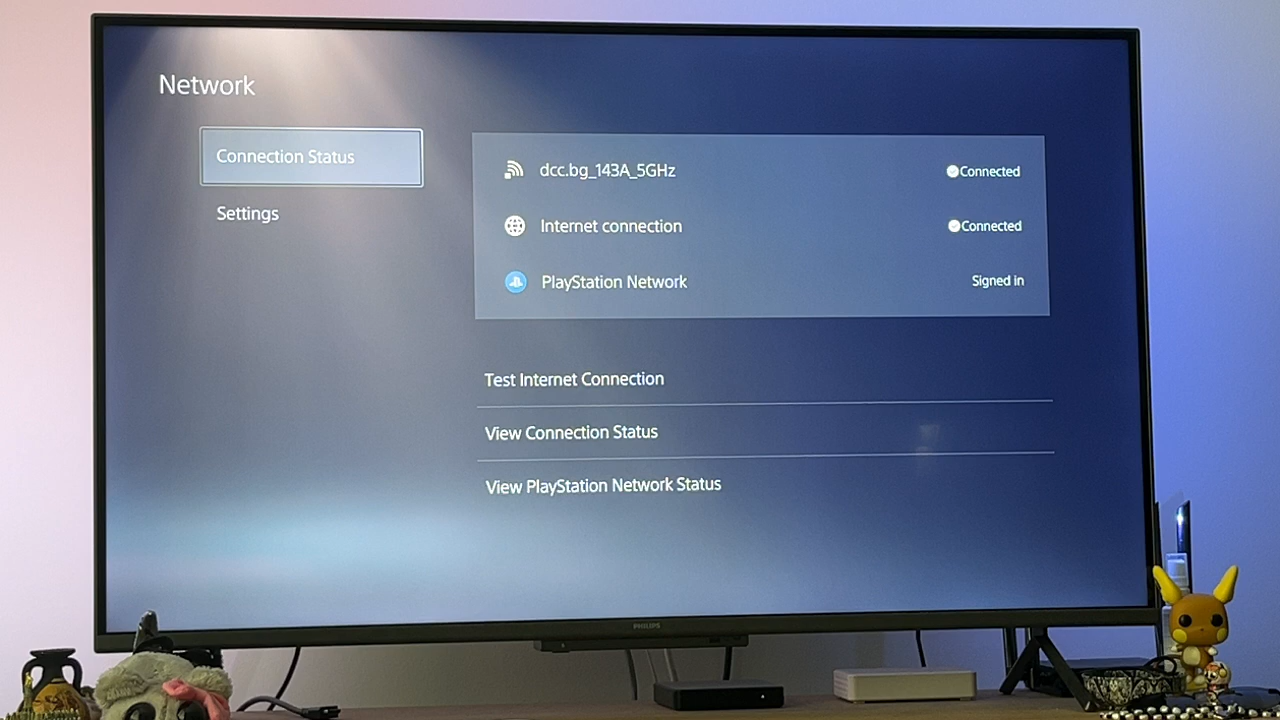 Network
Connection Status
Settings
dcc.bg_143A_5GHz
Connected
Internet connection
Connected
PlayStation Network
Signed in
Test Internet Connection
View Connection Status
View PlayStation Network Status
PHILIPS